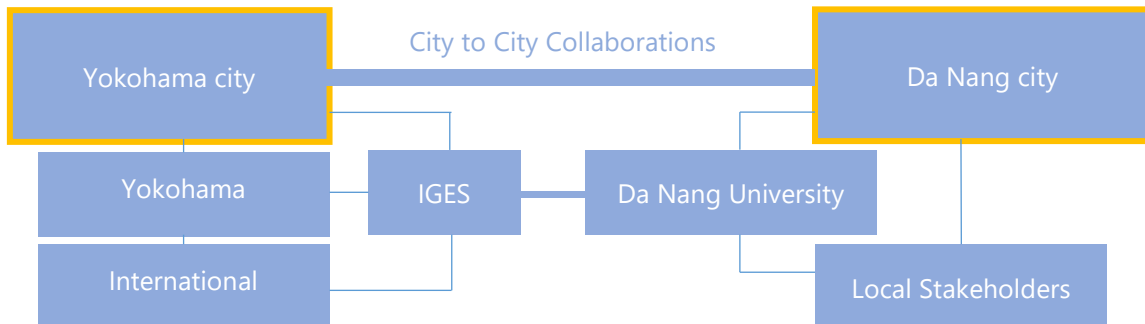 City to City Collaborations
Yokohama city
Da Nang city
Yokohama
IGES
Da Nang University
International
Local Stakeholders